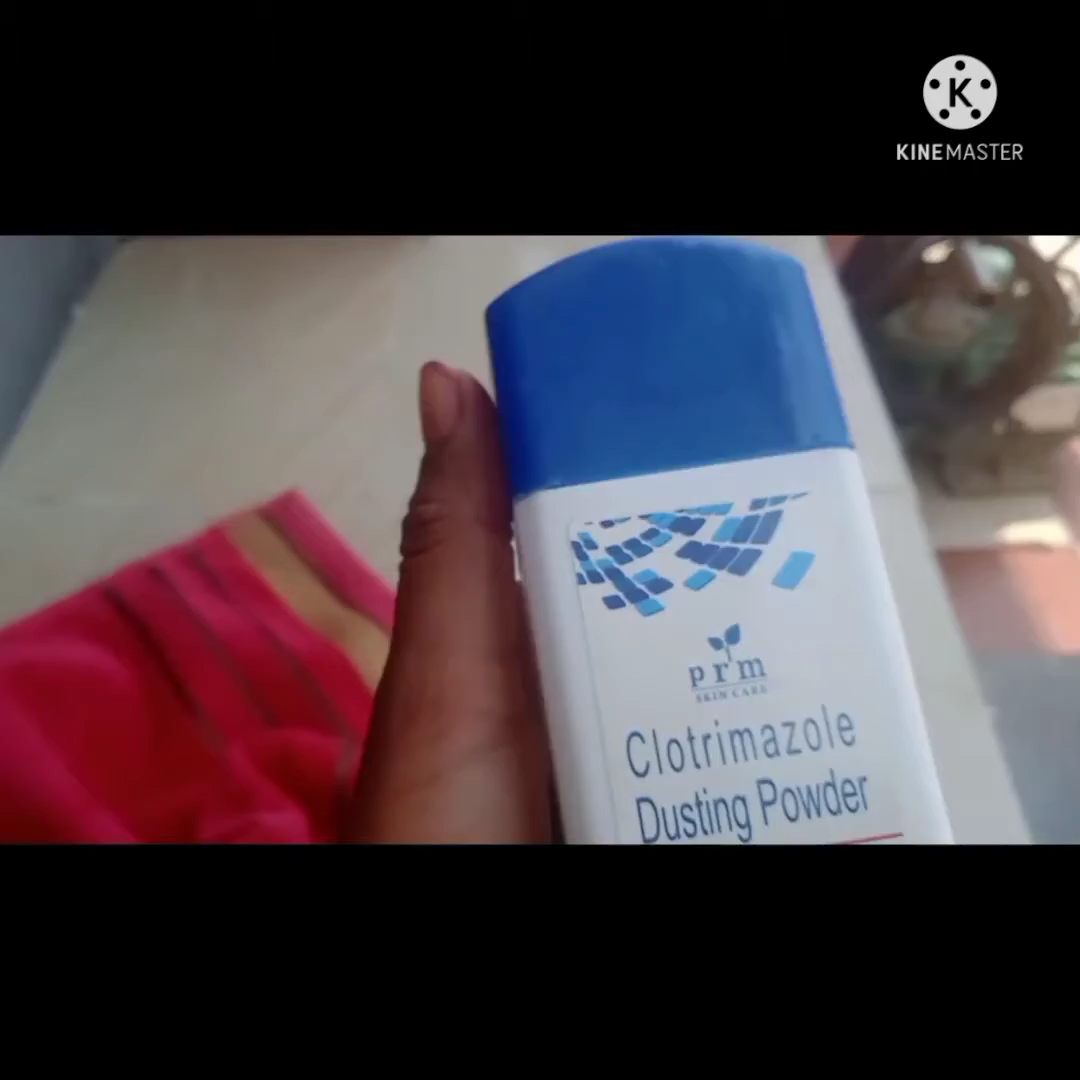 KINEMASTER
prm
SKIN CARE
Clotrimazole
Dusting Powder